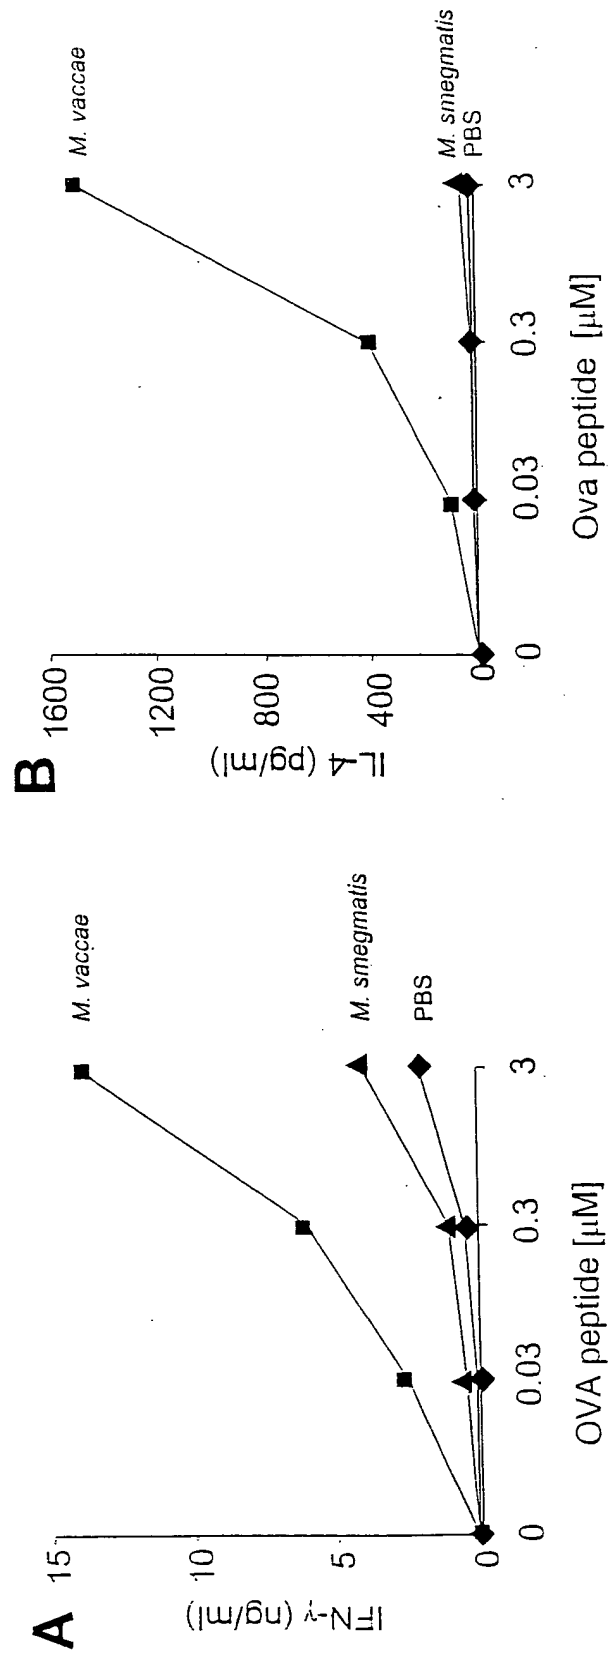 A
IFN-γ (ng/ml)
15
10
5
0
0
0.03
0.3
3
OVA peptide [μM]
M. vaccae
M. smegmatis
PBS
B
IL-4 (pg/ml)
1600
1200
800
400
0
0
0.03
0.3
3
Ova peptide [μM]
M. vaccae
M. smegmatis
PBS